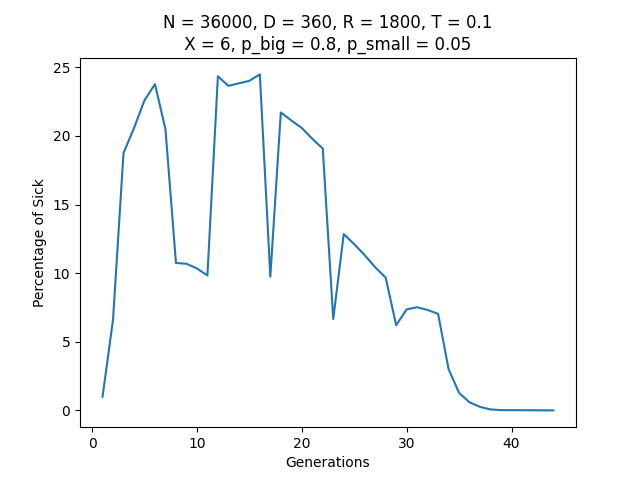 N = 36000, D = 360, R = 1800, T = 0.1
X = 6, p_big = 0.8, p_small = 0.05
25
20
15
10
5
0
Percentage of Sick
0 10 20 30 40
Generations